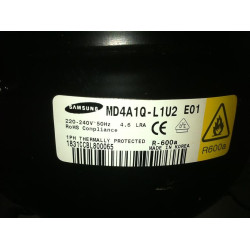 SAMSUNG MD4A1Q-L1U2 E01
220-240V~50Hz 4.6 LRA
RoHS Compliance
MADE IN KOREA
1PH THERMALLY PROTECTED R-600a
R600a